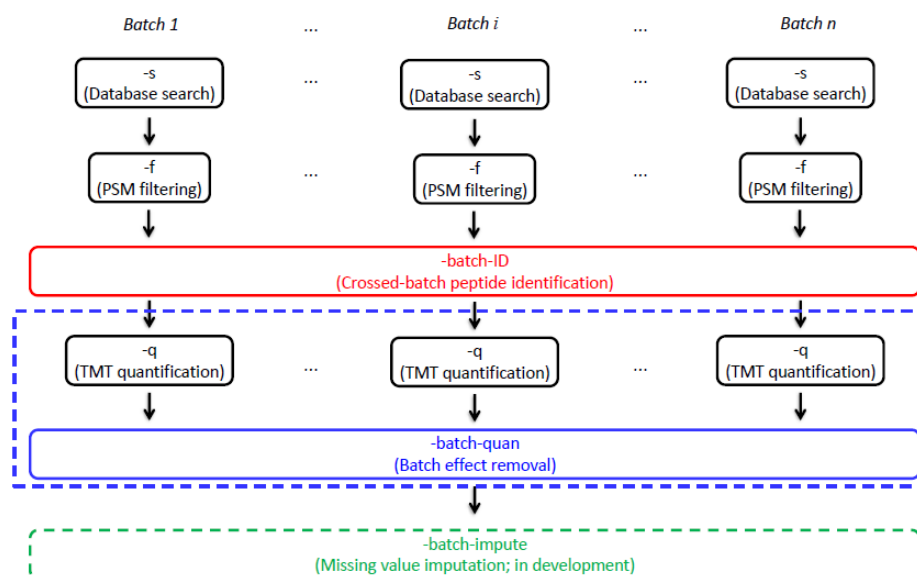 Batch 1 ... Batch i ... Batch n
-s ... -s ... -s
(Database search) (Database search) (Database search)
-f ... -f ... -f
(PSM filtering) (PSM filtering) (PSM filtering)
-batch-ID
(Crossed-batch peptide identification)
-q ... -q ... -q
(TMT quantification) (TMT quantification) (TMT quantification)
-batch-quan
(Batch effect removal)
-batch-impute
(Missing value imputation; in development)